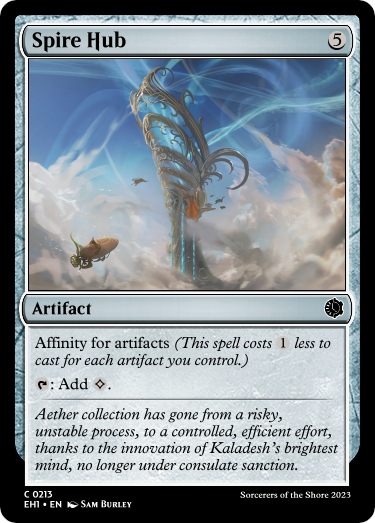 Spire Hub 5
Artifact
Affinity for artifacts (This spell costs 1 less to
cast for each artifact you control.)
: Add .
Aether collection has gone from a risky,
unstable process, to a controlled, efficient effort,
thanks to the innovation of Kaladesh's brightest
mind, no longer under consulate sanction.
C 0213
EH1 • EN SAM BURLEY
Sorcerers of the Shore 2023